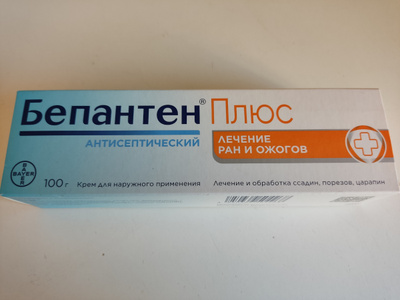 Бепантен® Плюс
АНТИСЕПТИЧЕСКИЙ
ЛЕЧЕНИЕ
РАН И ОЖОГОВ
BAYER
100 г Крем для наружного применения Лечение и обработка ссадин, порезов, царапин